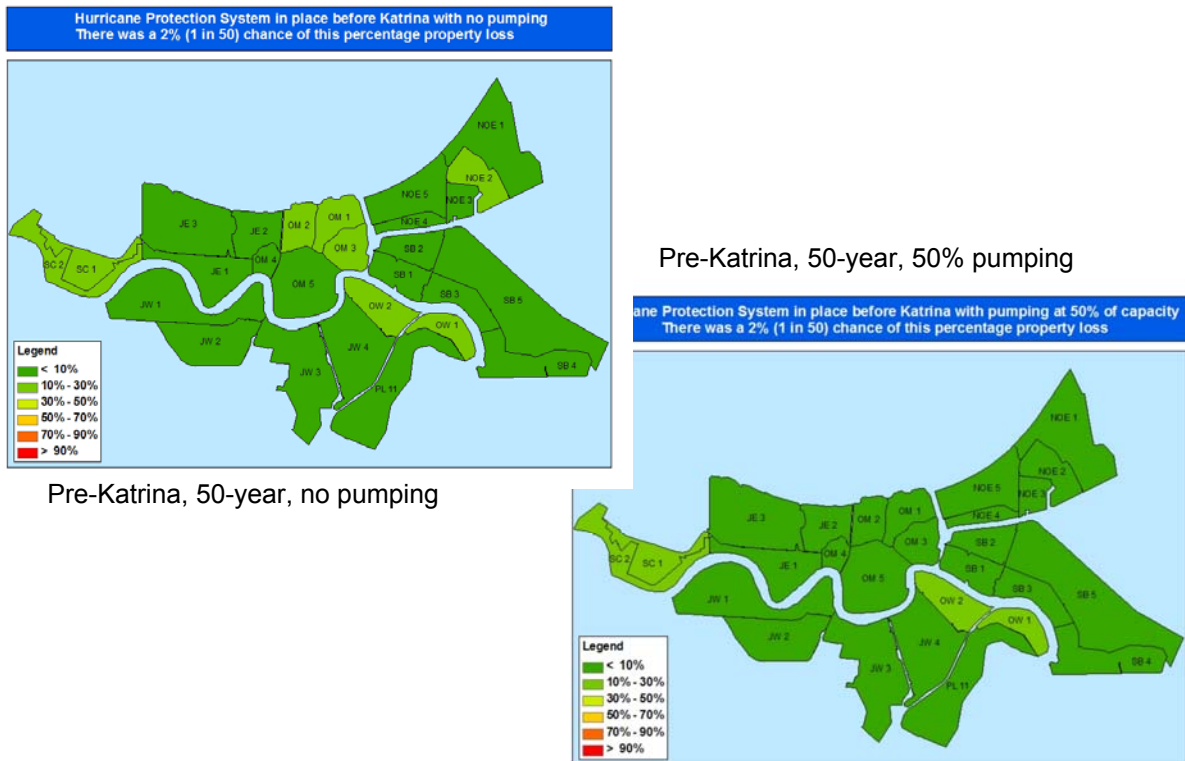 Hurricane Protection System in place before Katrina with no pumping
There was a 2% (1 in 50) chance of this percentage property loss
NOE 1
NOE 2
NOE 5
NOE 3
NOE 4
JE 3
JE 2
OM 2
OM 1
OM 3
OM 4
SB 2
SC 2
SC 1
JE 1
OM 5
SB 1
SB 3
SB 5
JW 1
OW 2
OW 1
JW 2
JW 4
JW 3
PL 11
SB 4
Legend
< 10%
10% - 30%
30% - 50%
50% - 70%
70% - 90%
> 90%
Pre-Katrina, 50-year, no pumping
Pre-Katrina, 50-year, 50% pumping
ane Protection System in place before Katrina with pumping at 50% of capacity
There was a 2% (1 in 50) chance of this percentage property loss
NOE 1
NOE 2
NOE 5
NOE 3
NOE 4
JE 3
JE 2
OM 2
OM 1
OM 3
OM 4
SB 2
SC 2
SC 1
JE 1
OM 5
SB 1
SB 3
SB 5
JW 1
OW 2
OW 1
JW 2
JW 4
JW 3
PL 11
SB 4
Legend
< 10%
10% - 30%
30% - 50%
50% - 70%
70% - 90%
> 90%